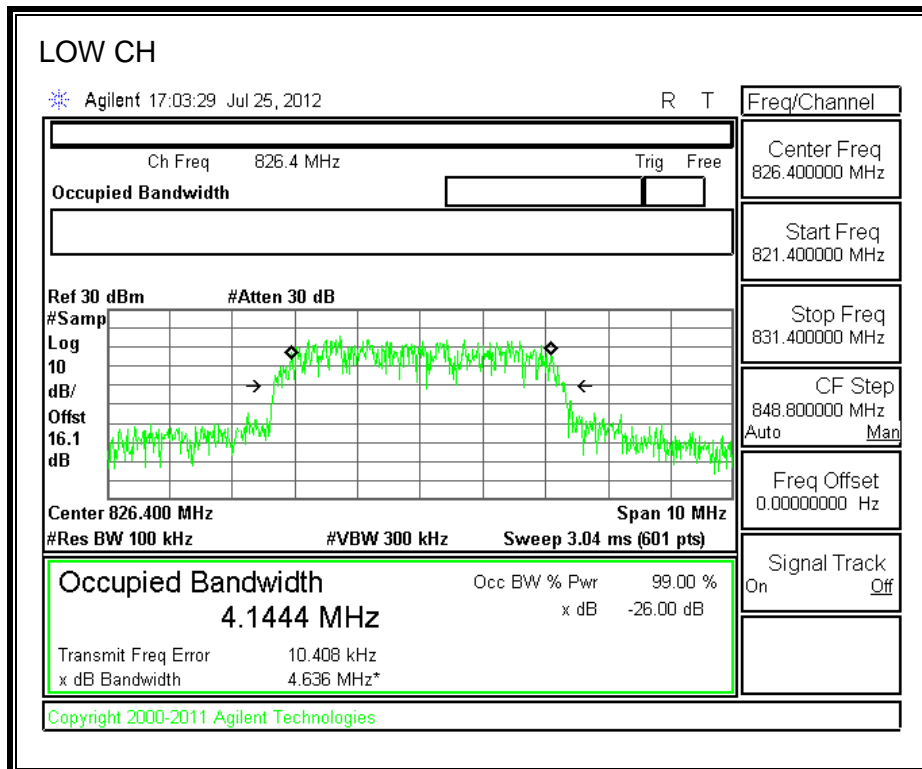 LOW CH
Agilent 17:03:29 Jul 25, 2012 R T
Freq/Channel
Ch Freq 826.4 MHz Trig Free
Occupied Bandwidth
Center Freq
826.400000 MHz
Start Freq
821.400000 MHz
Stop Freq
831.400000 MHz
CF Step
848.800000 MHz
Auto Man
Freq Offset
0.00000000 Hz
Signal Track
On Off
Ref 30 dBm #Atten 30 dB
#Samp
Log
10
dB/
Offst
16.1
dB
Center 826.400 MHz Span 10 MHz
#Res BW 100 kHz #VBW 300 kHz Sweep 3.04 ms (601 pts)
Occupied Bandwidth Occ BW % Pwr 99.00 %
4.1444 MHz x dB -26.00 dB
Transmit Freq Error 10.408 kHz
x dB Bandwidth 4.636 MHz*
Copyright 2000-2011 Agilent Technologies